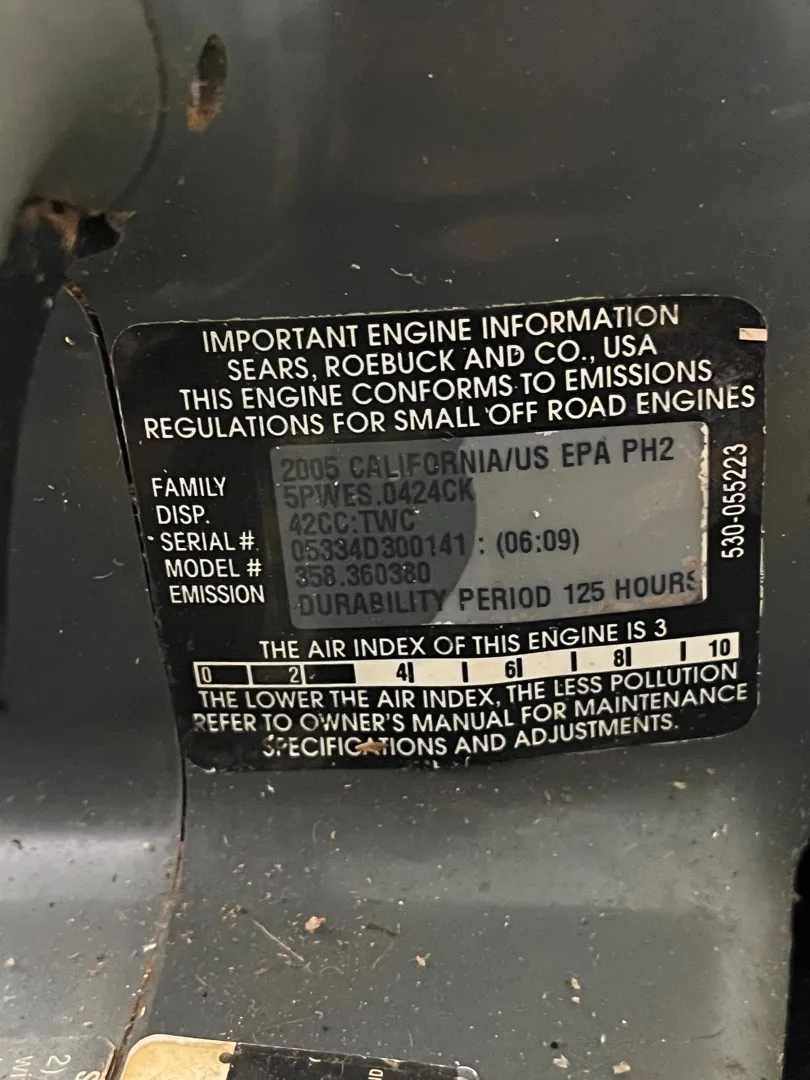 IMPORTANT ENGINE INFORMATION
SEARS, ROEBUCK AND CO., USA
THIS ENGINE CONFORMS TO EMISSIONS
REGULATIONS FOR SMALL OFF ROAD ENGINES
2005 CALIFORNIA/US EPA PH2
FAMILY 5PWES.0424CK
DISP. 42CC:TWC
SERIAL # 05334D300141 : (06:09)
MODEL # 358.360380
EMISSION DURABILITY PERIOD 125 HOURS
530-055223
THE AIR INDEX OF THIS ENGINE IS 3
0 2 4 6 8 10
THE LOWER THE AIR INDEX, THE LESS POLLUTION
REFER TO OWNER'S MANUAL FOR MAINTENANCE
SPECIFICATIONS AND ADJUSTMENTS.